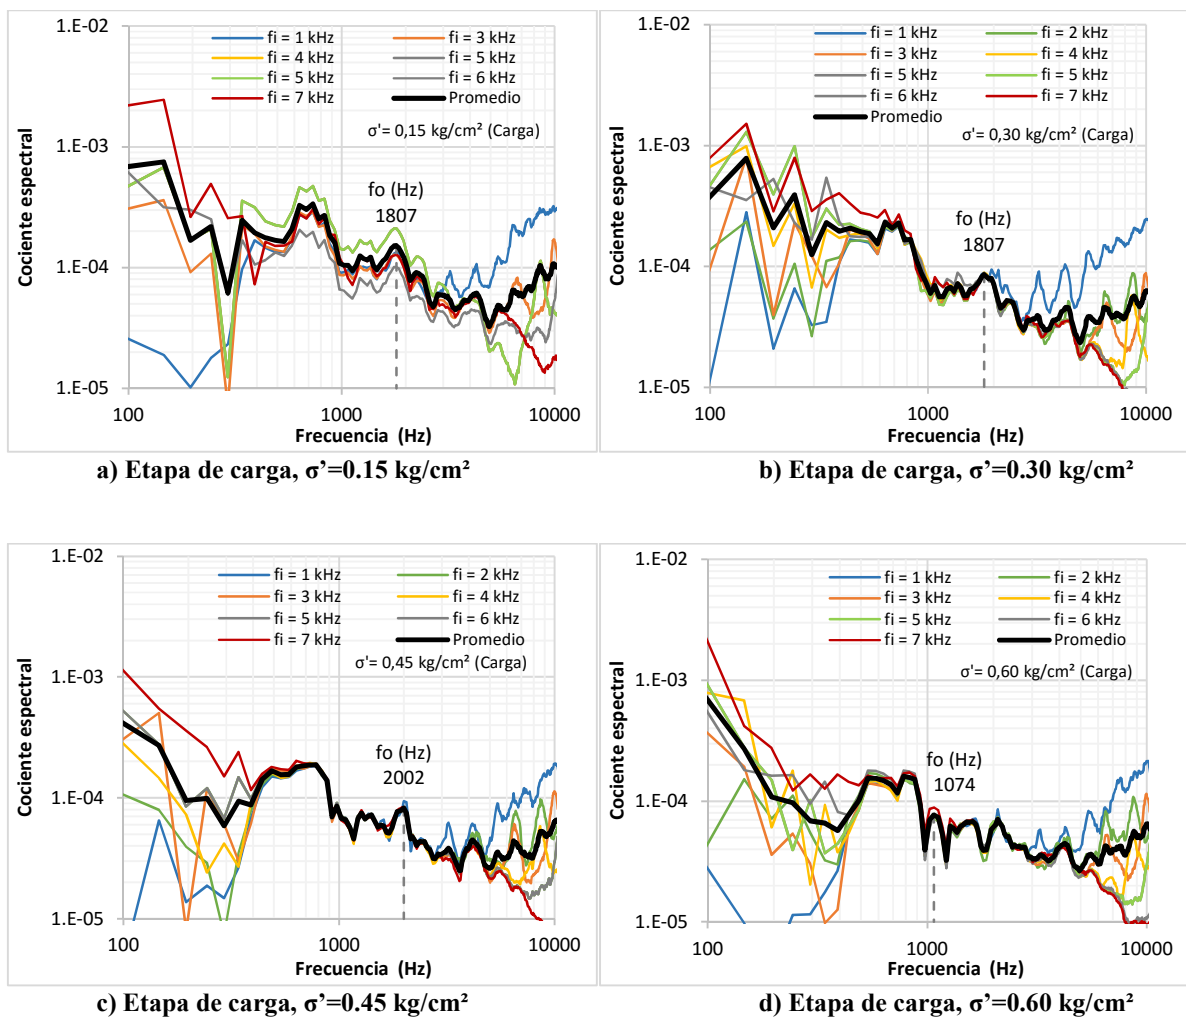 1.E-02
1.E-03
1.E-04
1.E-05
Cociente espectral
fi = 1 kHz
fi = 3 kHz
fi = 4 kHz
fi = 5 kHz
fi = 5 kHz
fi = 6 kHz
fi = 7 kHz
Promedio
σ'= 0,15 kg/cm² (Carga)
fo (Hz)
1807
100
1000
10000
Frecuencia (Hz)
a) Etapa de carga, σ’=0.15 kg/cm²
1.E-02
1.E-03
1.E-04
1.E-05
Cociente espectral
fi = 1 kHz
fi = 2 kHz
fi = 3 kHz
fi = 4 kHz
fi = 5 kHz
fi = 5 kHz
fi = 6 kHz
fi = 7 kHz
Promedio
σ'= 0,30 kg/cm² (Carga)
fo (Hz)
1807
100
1000
10000
Frecuencia (Hz)
b) Etapa de carga, σ’=0.30 kg/cm²
1.E-02
1.E-03
1.E-04
1.E-05
Cociente espectral
fi = 1 kHz
fi = 2 kHz
fi = 3 kHz
fi = 4 kHz
fi = 5 kHz
fi = 6 kHz
fi = 7 kHz
Promedio
σ'= 0,45 kg/cm² (Carga)
fo (Hz)
2002
100
1000
10000
Frecuencia (Hz)
c) Etapa de carga, σ’=0.45 kg/cm²
1.E-02
1.E-03
1.E-04
1.E-05
Cociente espectral
fi = 1 kHz
fi = 2 kHz
fi = 3 kHz
fi = 4 kHz
fi = 5 kHz
fi = 6 kHz
fi = 7 kHz
Promedio
σ'= 0,60 kg/cm² (Carga)
fo (Hz)
1074
100
1000
10000
Frecuencia (Hz)
d) Etapa de carga, σ’=0.60 kg/cm²